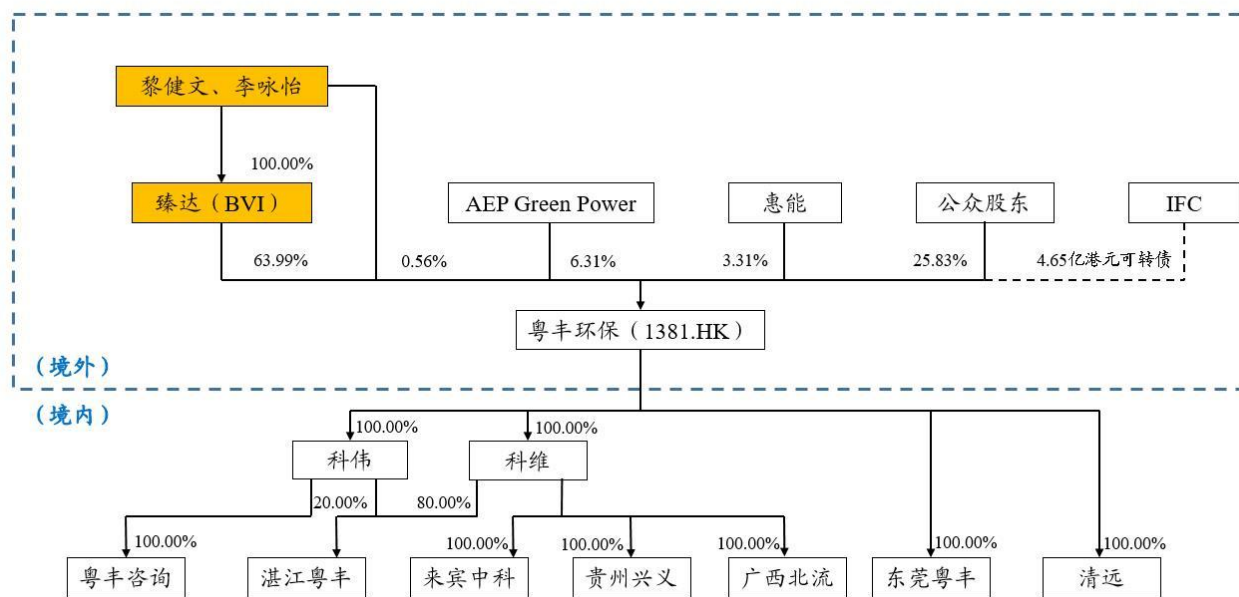 黎健文、李咏怡
100.00%
臻达（BVI）
AEP Green Power
惠能
公众股东
IFC
63.99%
0.56%
6.31%
3.31%
25.83%
4.65亿港元可转债
粤丰环保（1381.HK）
（境外）
（境内）
100.00%
100.00%
科伟
科维
20.00%
80.00%
100.00%
100.00%
100.00%
100.00%
100.00%
100.00%
粤丰咨询
湛江粤丰
来宾中科
贵州兴义
广西北流
东莞粤丰
清远